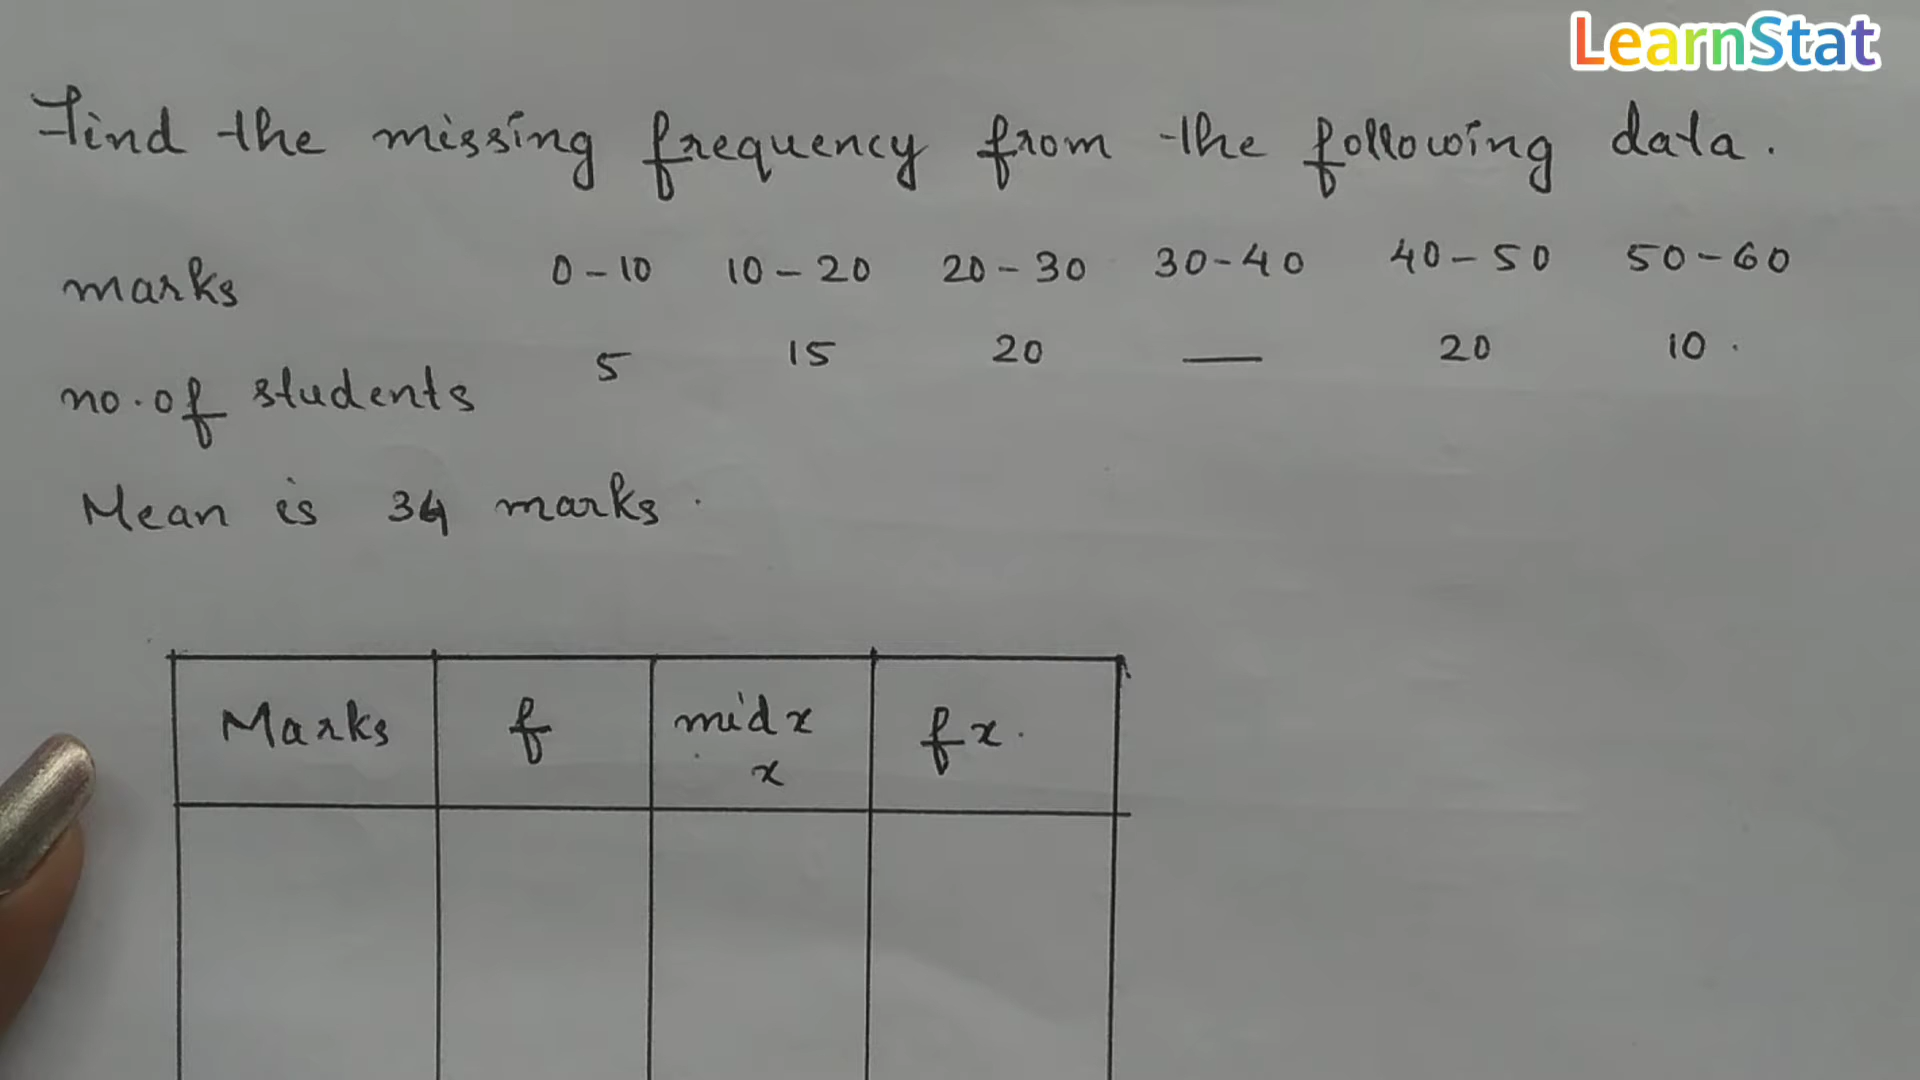 LearnStat
Find the missing frequency from the following data.
marks 0-10 10-20 20-30 30-40 40-50 50-60
no. of students 5 15 20 — 20 10.
Mean is 34 marks.
Marks f mid x fx.
x